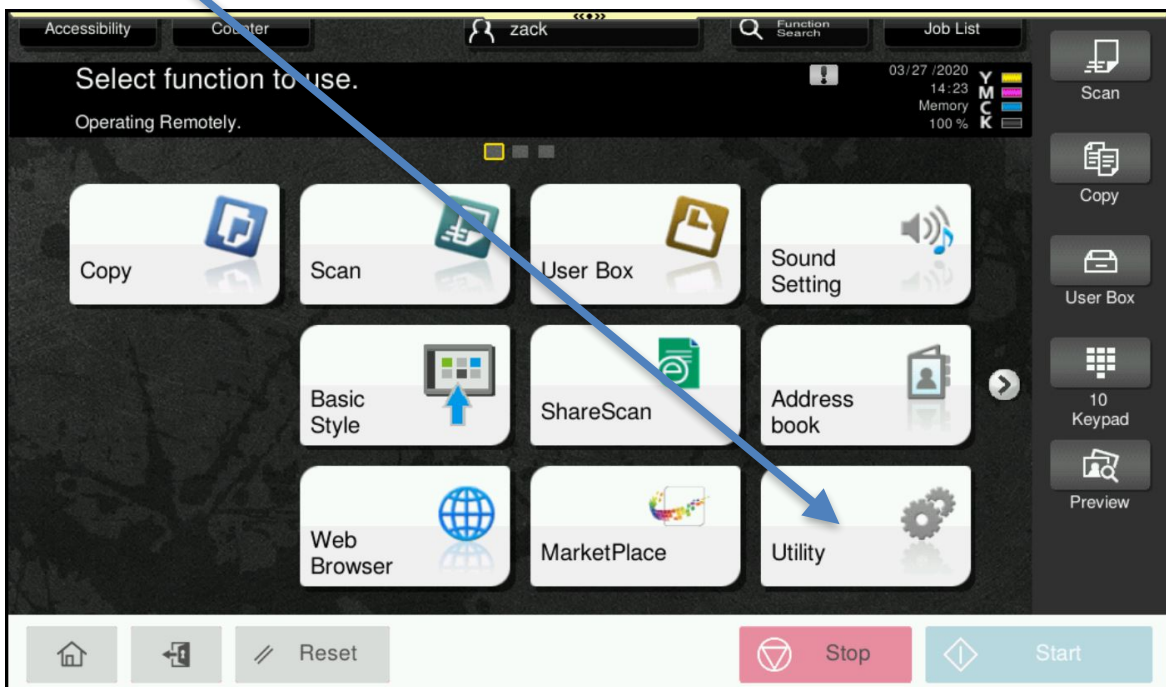 Accessibility
Counter
zack
Function
Search
Job List
Select function to use.
Operating Remotely.
03/27 /2020
14:23
Memory
100 %
Y
M
C
K
Scan
Copy
User Box
10
Keypad
Preview
Copy
Scan
User Box
Sound
Setting
Basic
Style
ShareScan
Address
book
Web
Browser
MarketPlace
Utility
Reset
Stop
Start